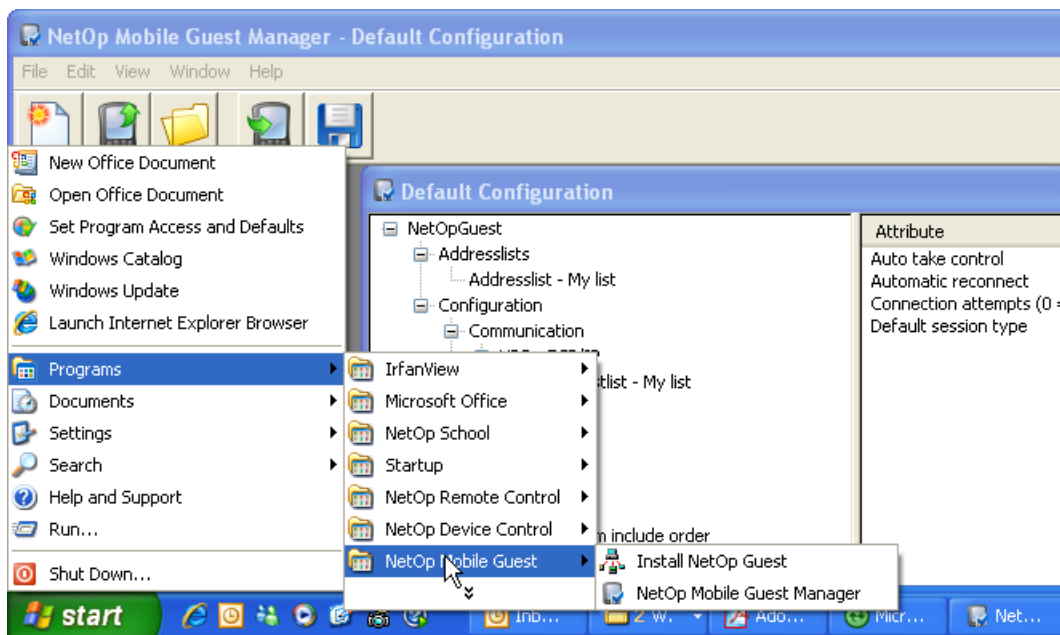 NetOp Mobile Guest Manager - Default Configuration
File Edit View Window Help
New Office Document
Open Office Document
Set Program Access and Defaults
Windows Catalog
Windows Update
Launch Internet Explorer Browser
Programs
Documents
Settings
Search
Help and Support
Run...
Shut Down...
IrfanView
Microsoft Office
NetOp School
Startup
NetOp Remote Control
NetOp Device Control
NetOp Mobile Guest
Install NetOp Guest
NetOp Mobile Guest Manager
Default Configuration
NetOpGuest
Addresslists
Addresslist - My list
Configuration
Communication
tlist - My list
include order
Attribute
Auto take control
Automatic reconnect
Connection attempts (0 =
Default session type
start
Inb...
2 W.
Ado...
Micr...
Net...